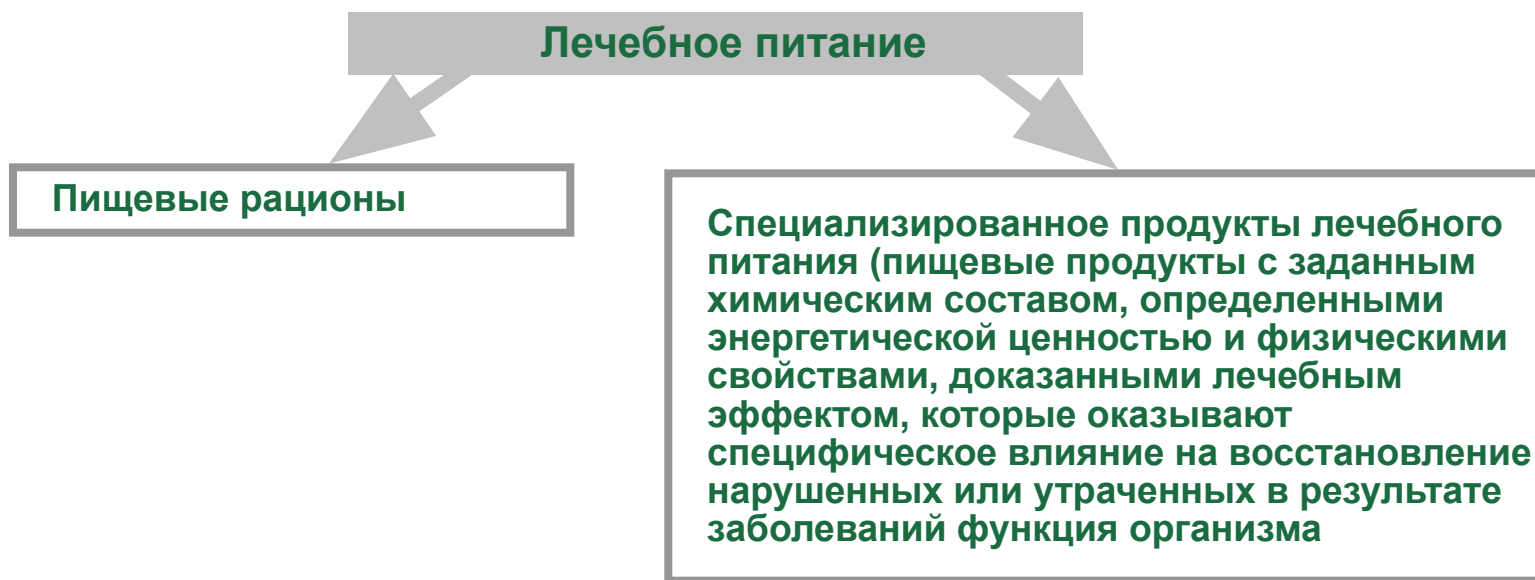 Лечебное питание
Пищевые рационы
Специализированное продукты лечебного
питания (пищевые продукты с заданным
химическим составом, определенными
энергетической ценностью и физическими
свойствами, доказанными лечебным
эффектом, которые оказывают
специфическое влияние на восстановление
нарушенных или утраченных в результате
заболеваний функция организма